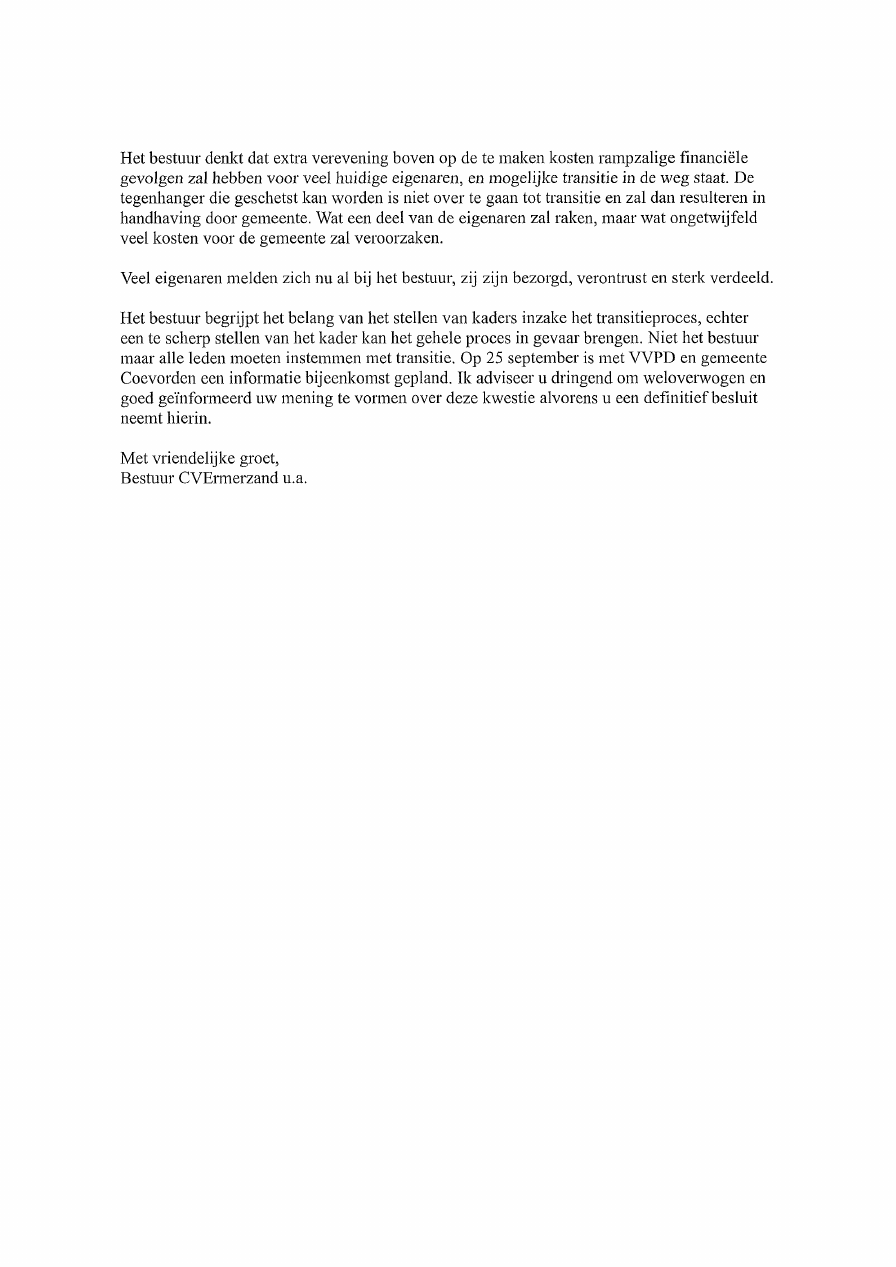 Het bestuur denkt dat extra verevening boven op de te maken kosten rampzalige financiële
gevolgen zal hebben voor veel huidige eigenaren, en mogelijke transitie in de weg staat. De
tegenhanger die geschetst kan worden is niet over te gaan tot transitie en zal dan resulteren in
handhaving door gemeente. Wat een deel van de eigenaren zal raken, maar wat ongetwijfeld
veel kosten voor de gemeente zal veroorzaken.
Veel eigenaren melden zich nu al bij het bestuur, zij zijn bezorgd, verontrust en sterk verdeeld.
Het bestuur begrijpt het belang van het stellen van kaders inzake het transitieproces, echter
een te scherp stellen van het kader kan het gehele proces in gevaar brengen. Niet het bestuur
maar alle leden moeten instemmen met transitie. Op 25 september is met VVPD en gemeente
Coevorden een informatie bijeenkomst gepland. Ik adviseer u dringend om weloverwogen en
goed geïnformeerd uw mening te vormen over deze kwestie alvorens u een definitief besluit
neemt hierin.
Met vriendelijke groet,
Bestuur CVErmerzand u.a.